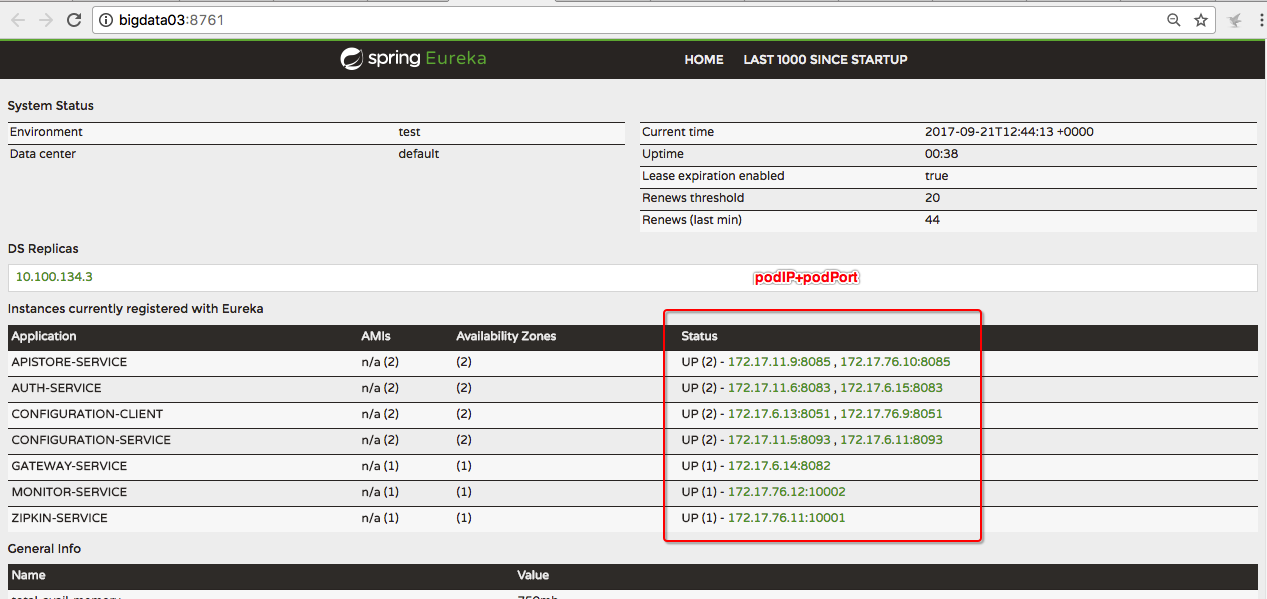 bigdata03:8761
spring Eureka HOME LAST 1000 SINCE STARTUP
System Status
Environment test
Data center default
Current time 2017-09-21T12:44:13 +0000
Uptime 00:38
Lease expiration enabled true
Renews threshold 20
Renews (last min) 44
DS Replicas
10.100.134.3
podIP+podPort
Instances currently registered with Eureka
Application AMIs Availability Zones Status
APISTORE-SERVICE n/a (2) (2) UP (2) - 172.17.11.9:8085 , 172.17.76.10:8085
AUTH-SERVICE n/a (2) (2) UP (2) - 172.17.11.6:8083 , 172.17.6.15:8083
CONFIGURATION-CLIENT n/a (2) (2) UP (2) - 172.17.6.13:8051 , 172.17.76.9:8051
CONFIGURATION-SERVICE n/a (2) (2) UP (2) - 172.17.11.5:8093 , 172.17.6.11:8093
GATEWAY-SERVICE n/a (1) (1) UP (1) - 172.17.6.14:8082
MONITOR-SERVICE n/a (1) (1) UP (1) - 172.17.76.12:10002
ZIPKIN-SERVICE n/a (1) (1) UP (1) - 172.17.76.11:10001
General Info
Name Value